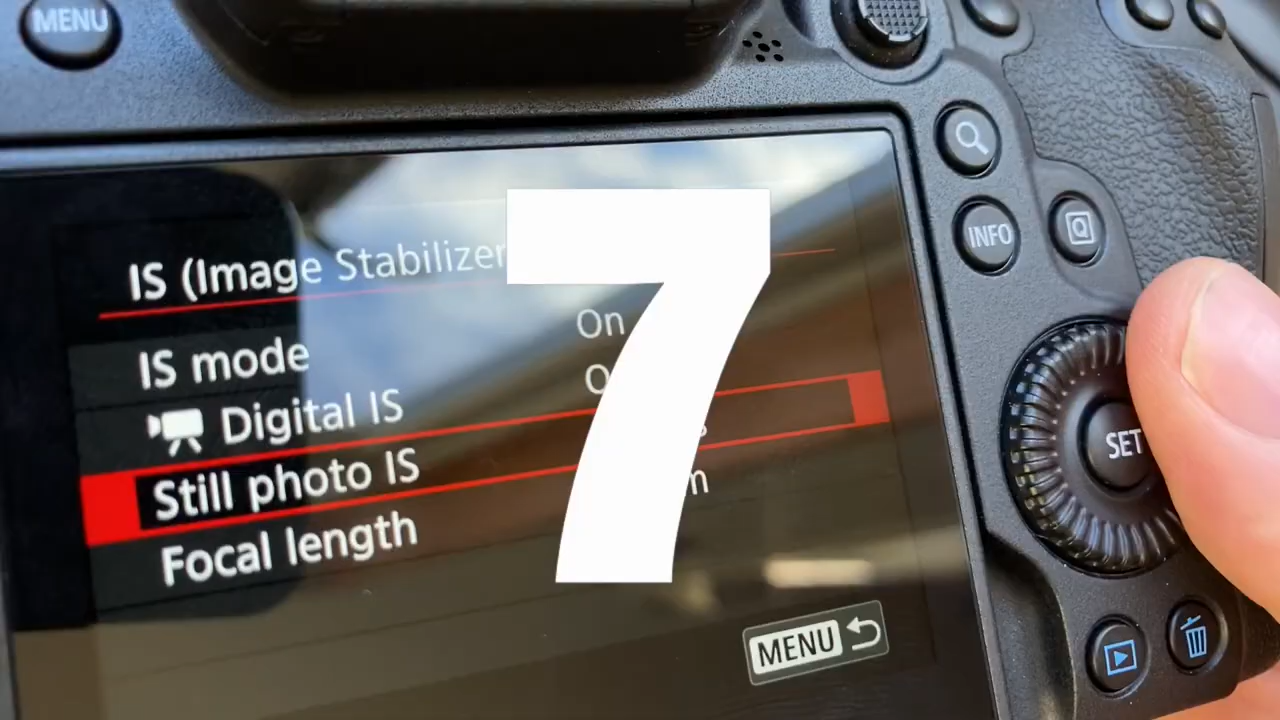 MENU
IS (Image Stabilizer
7
IS mode On
Digital IS
Still photo IS
Focal length
INFO
Q
SET
MENU